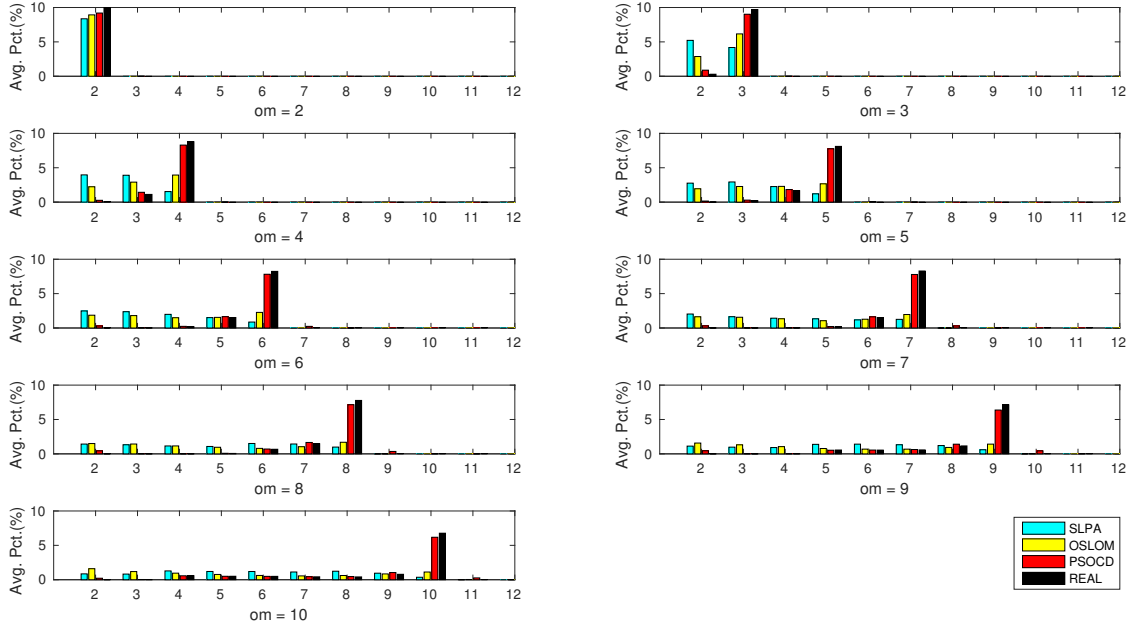 10
5
0
Avg. Pct.(%)
2 3 4 5 6 7 8 9 10 11 12
om = 2
10
5
0
Avg. Pct.(%)
2 3 4 5 6 7 8 9 10 11 12
om = 3
10
5
0
Avg. Pct.(%)
2 3 4 5 6 7 8 9 10 11 12
om = 4
10
5
0
Avg. Pct.(%)
2 3 4 5 6 7 8 9 10 11 12
om = 5
10
5
0
Avg. Pct.(%)
2 3 4 5 6 7 8 9 10 11 12
om = 6
10
5
0
Avg. Pct.(%)
2 3 4 5 6 7 8 9 10 11 12
om = 7
10
5
0
Avg. Pct.(%)
2 3 4 5 6 7 8 9 10 11 12
om = 8
10
5
0
Avg. Pct.(%)
2 3 4 5 6 7 8 9 10 11 12
om = 9
10
5
0
Avg. Pct.(%)
2 3 4 5 6 7 8 9 10 11 12
om = 10
SLPA
OSLOM
PSOCD
REAL